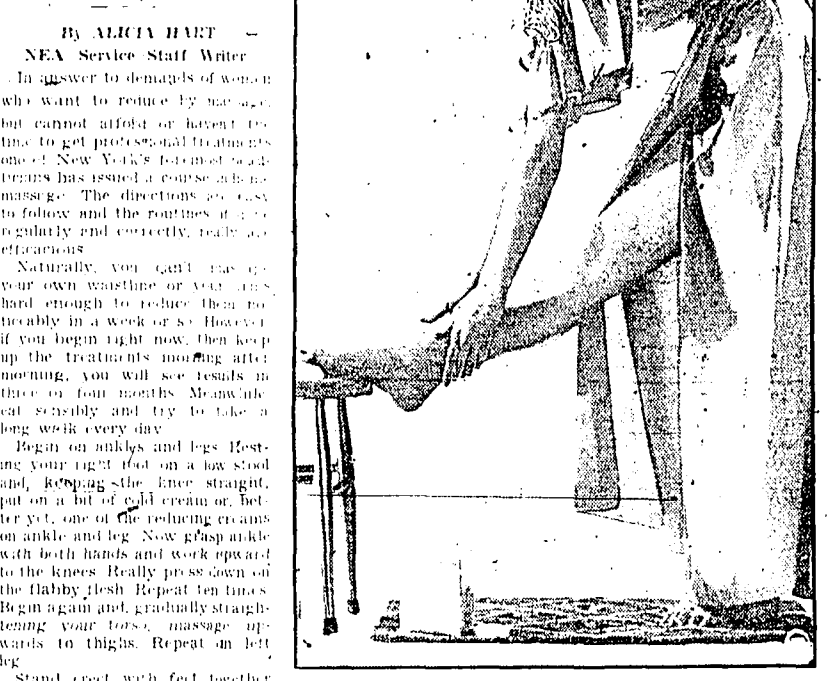 By ALICIA HART
NEA Service Staff Writer
In answer to demands of women
who want to reduce by massage,
but cannot afford or haven't
time to get professional treatments
one of New York's foremost
has issued a course
massage. The directions are easy
to follow and the routines if
regularly and correctly, really are
efficacious
Naturally, you can't
your own waistline or your
hard enough to reduce them no-
ticeably in a week or so. However
if you begin right now, then keep
up the treatments morning after
morning, you will see results in
three or four months. Meanwhile
eat sensibly and try to take a
long walk every day
Begin on ankles and legs. Rest-
ing your right foot on a low stool
and, keeping the knee straight,
put on a bit of cold cream or, bet-
ter yet, one of the reducing creams
on ankle and leg. Now grasp ankle
with both hands and work upward
to the knees. Really press down on
the flabby flesh. Repeat ten times.
Begin again and, gradually straigh-
tening your torso, massage up-
wards to thighs. Repeat on left
leg
Stand erect with feet together